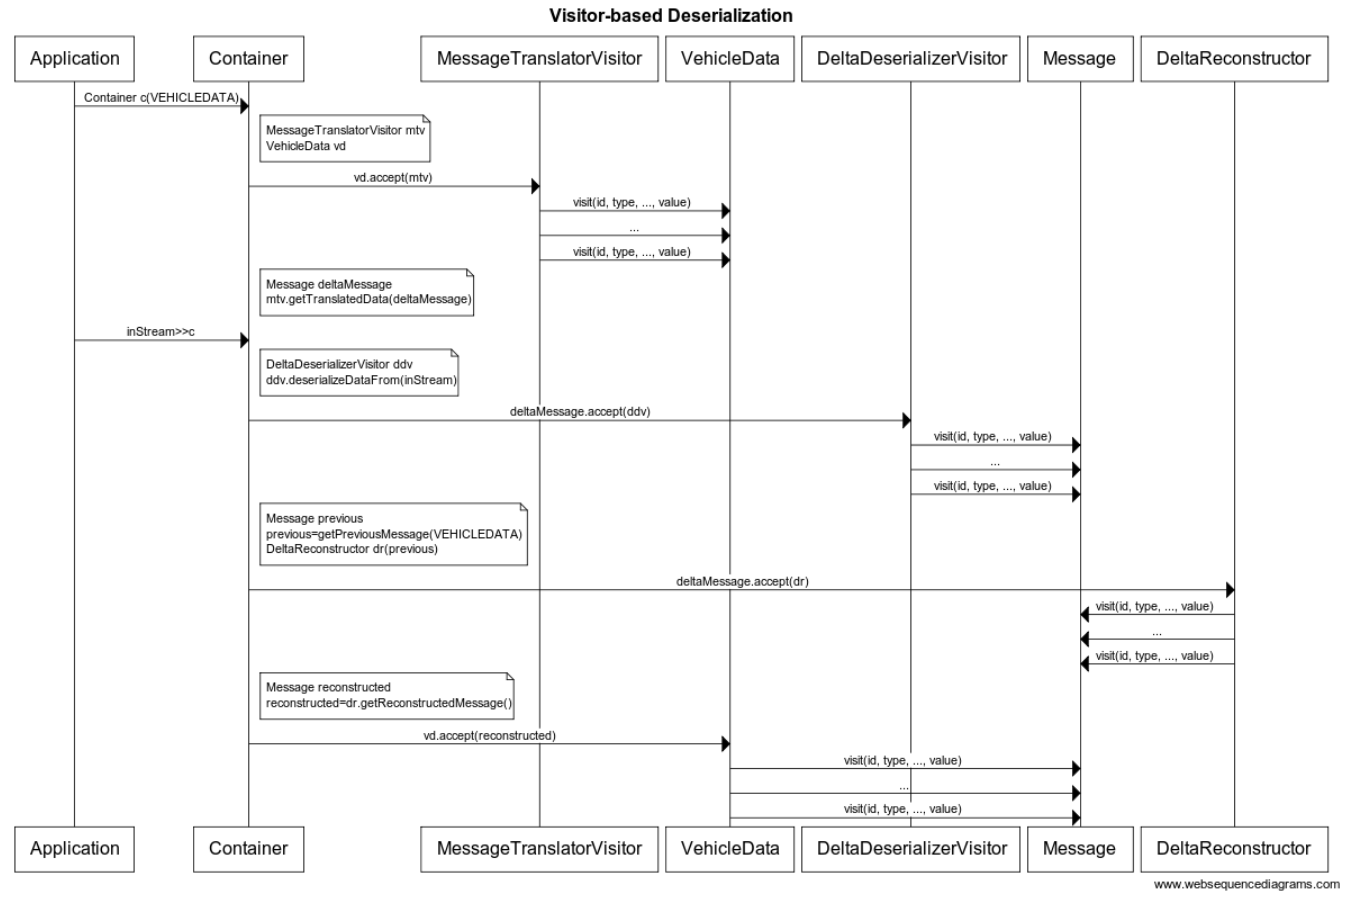 Visitor-based Deserialization
Application Container MessageTranslatorVisitor VehicleData DeltaDeserializerVisitor Message DeltaReconstructor
Container c(VEHICLEDATA)
MessageTranslatorVisitor mtv
VehicleData vd
vd.accept(mtv)
visit(id, type, ..., value)
...
visit(id, type, ..., value)
Message deltaMessage
mtv.getTranslatedData(deltaMessage)
inStream>>c
DeltaDeserializerVisitor ddv
ddv.deserializeDataFrom(inStream)
deltaMessage.accept(ddv)
visit(id, type, ..., value)
...
visit(id, type, ..., value)
Message previous
previous=getPreviousMessage(VEHICLEDATA)
DeltaReconstructor dr(previous)
deltaMessage.accept(dr)
visit(id, type, ..., value)
...
visit(id, type, ..., value)
Message reconstructed
reconstructed=dr.getReconstructedMessage()
vd.accept(reconstructed)
visit(id, type, ..., value)
...
visit(id, type, ..., value)
Application Container MessageTranslatorVisitor VehicleData DeltaDeserializerVisitor Message DeltaReconstructor
www.websequencediagrams.com